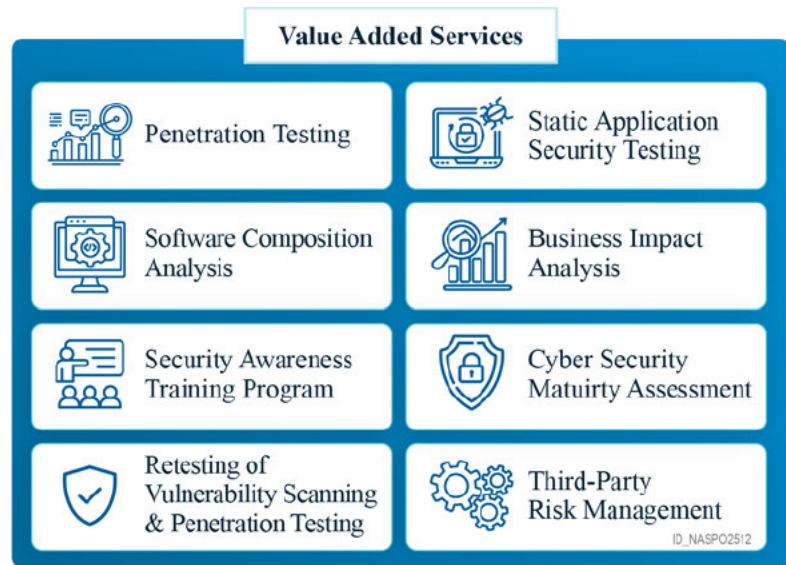 Value Added Services
Penetration Testing
Static Application
Security Testing
Software Composition
Analysis
Business Impact
Analysis
Security Awareness
Training Program
Cyber Security
Matuirty Assessment
Retesting of
Vulnerability Scanning
& Penetration Testing
Third-Party
Risk Management
ID_NASPO2512